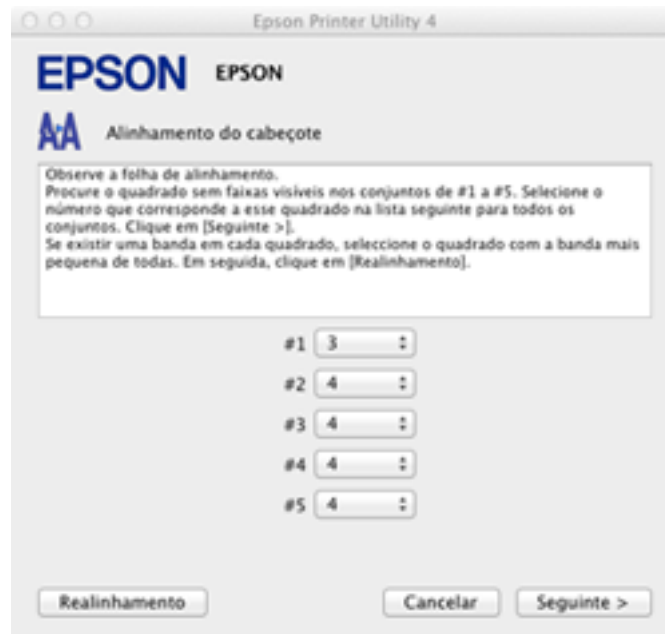 Epson Printer Utility 4
EPSON EPSON
AA Alinhamento do cabeçote
Observe a folha de alinhamento.
Procure o quadrado sem faixas visíveis nos conjuntos de #1 a #5. Selecione o
número que corresponde a esse quadrado na lista seguinte para todos os
conjuntos. Clique em [Seguinte >].
Se existir uma banda em cada quadrado, seleccione o quadrado com a banda mais
pequena de todas. Em seguida, clique em [Realinhamento].
#1 3
#2 4
#3 4
#4 4
#5 4
Realinhamento Cancelar Seguinte >